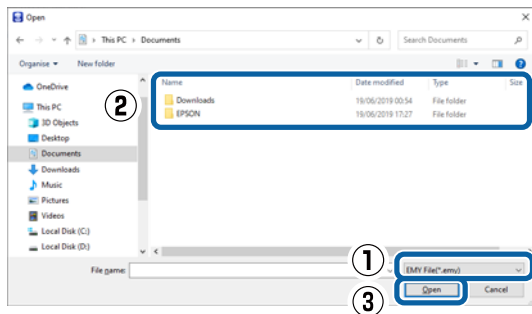 Open
This PC > Documents
Search Documents
Organise New folder
OneDrive
This PC
3D Objects
Desktop
Documents
Downloads
Music
Pictures
Videos
Local Disk (C:)
Local Disk (D:)
2
Name Date modified Type Size
Downloads 19/06/2019 00:54 File folder
EPSON 19/06/2019 17:27 File folder
1
File name: EMY File(*.emy)
3
Open Cancel